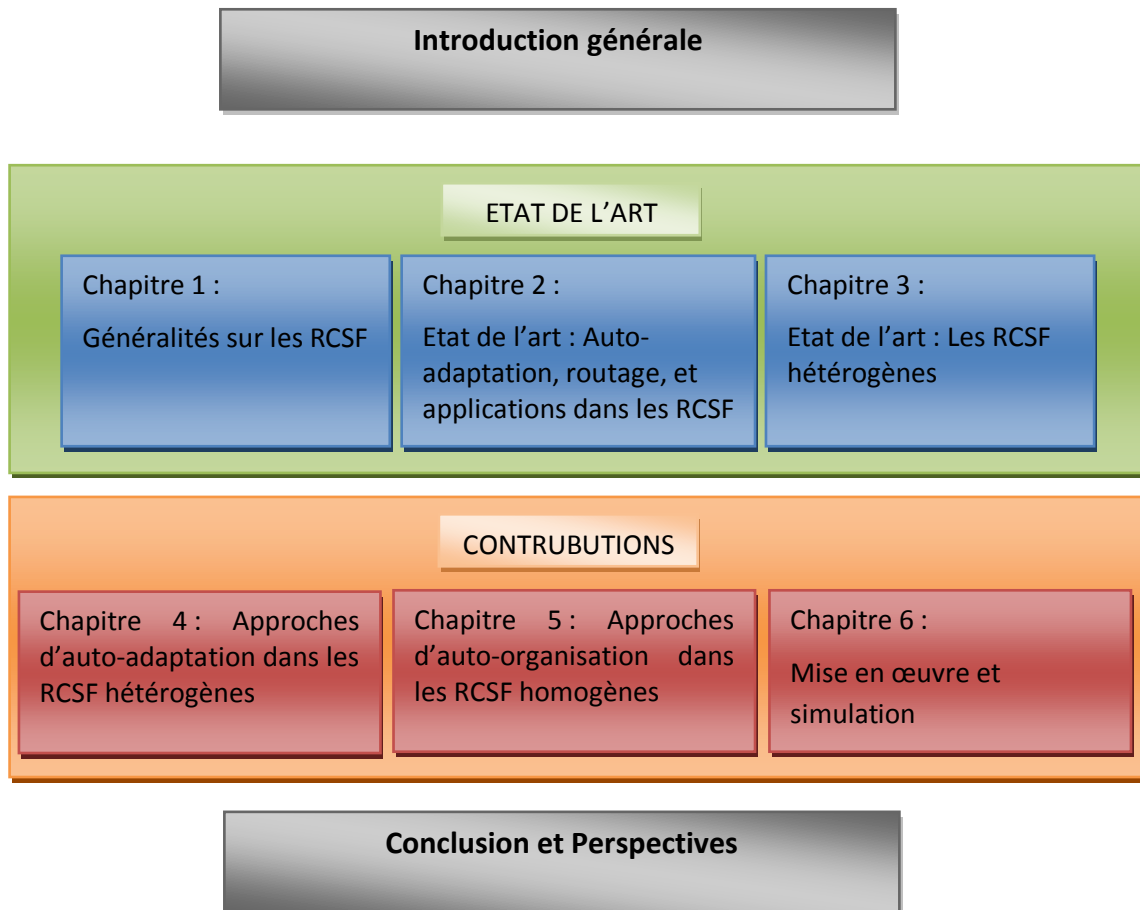 Introduction générale
ETAT DE L’ART
Chapitre 1 :
Généralités sur les RCSF
Chapitre 2 :
Etat de l’art : Auto-
adaptation, routage, et
applications dans les RCSF
Chapitre 3 :
Etat de l’art : Les RCSF
hétérogènes
CONTRUBUTIONS
Chapitre 4 : Approches
d’auto-adaptation dans les
RCSF hétérogènes
Chapitre 5 : Approches
d’auto-organisation dans
les RCSF homogènes
Chapitre 6 :
Mise en œuvre et
simulation
Conclusion et Perspectives